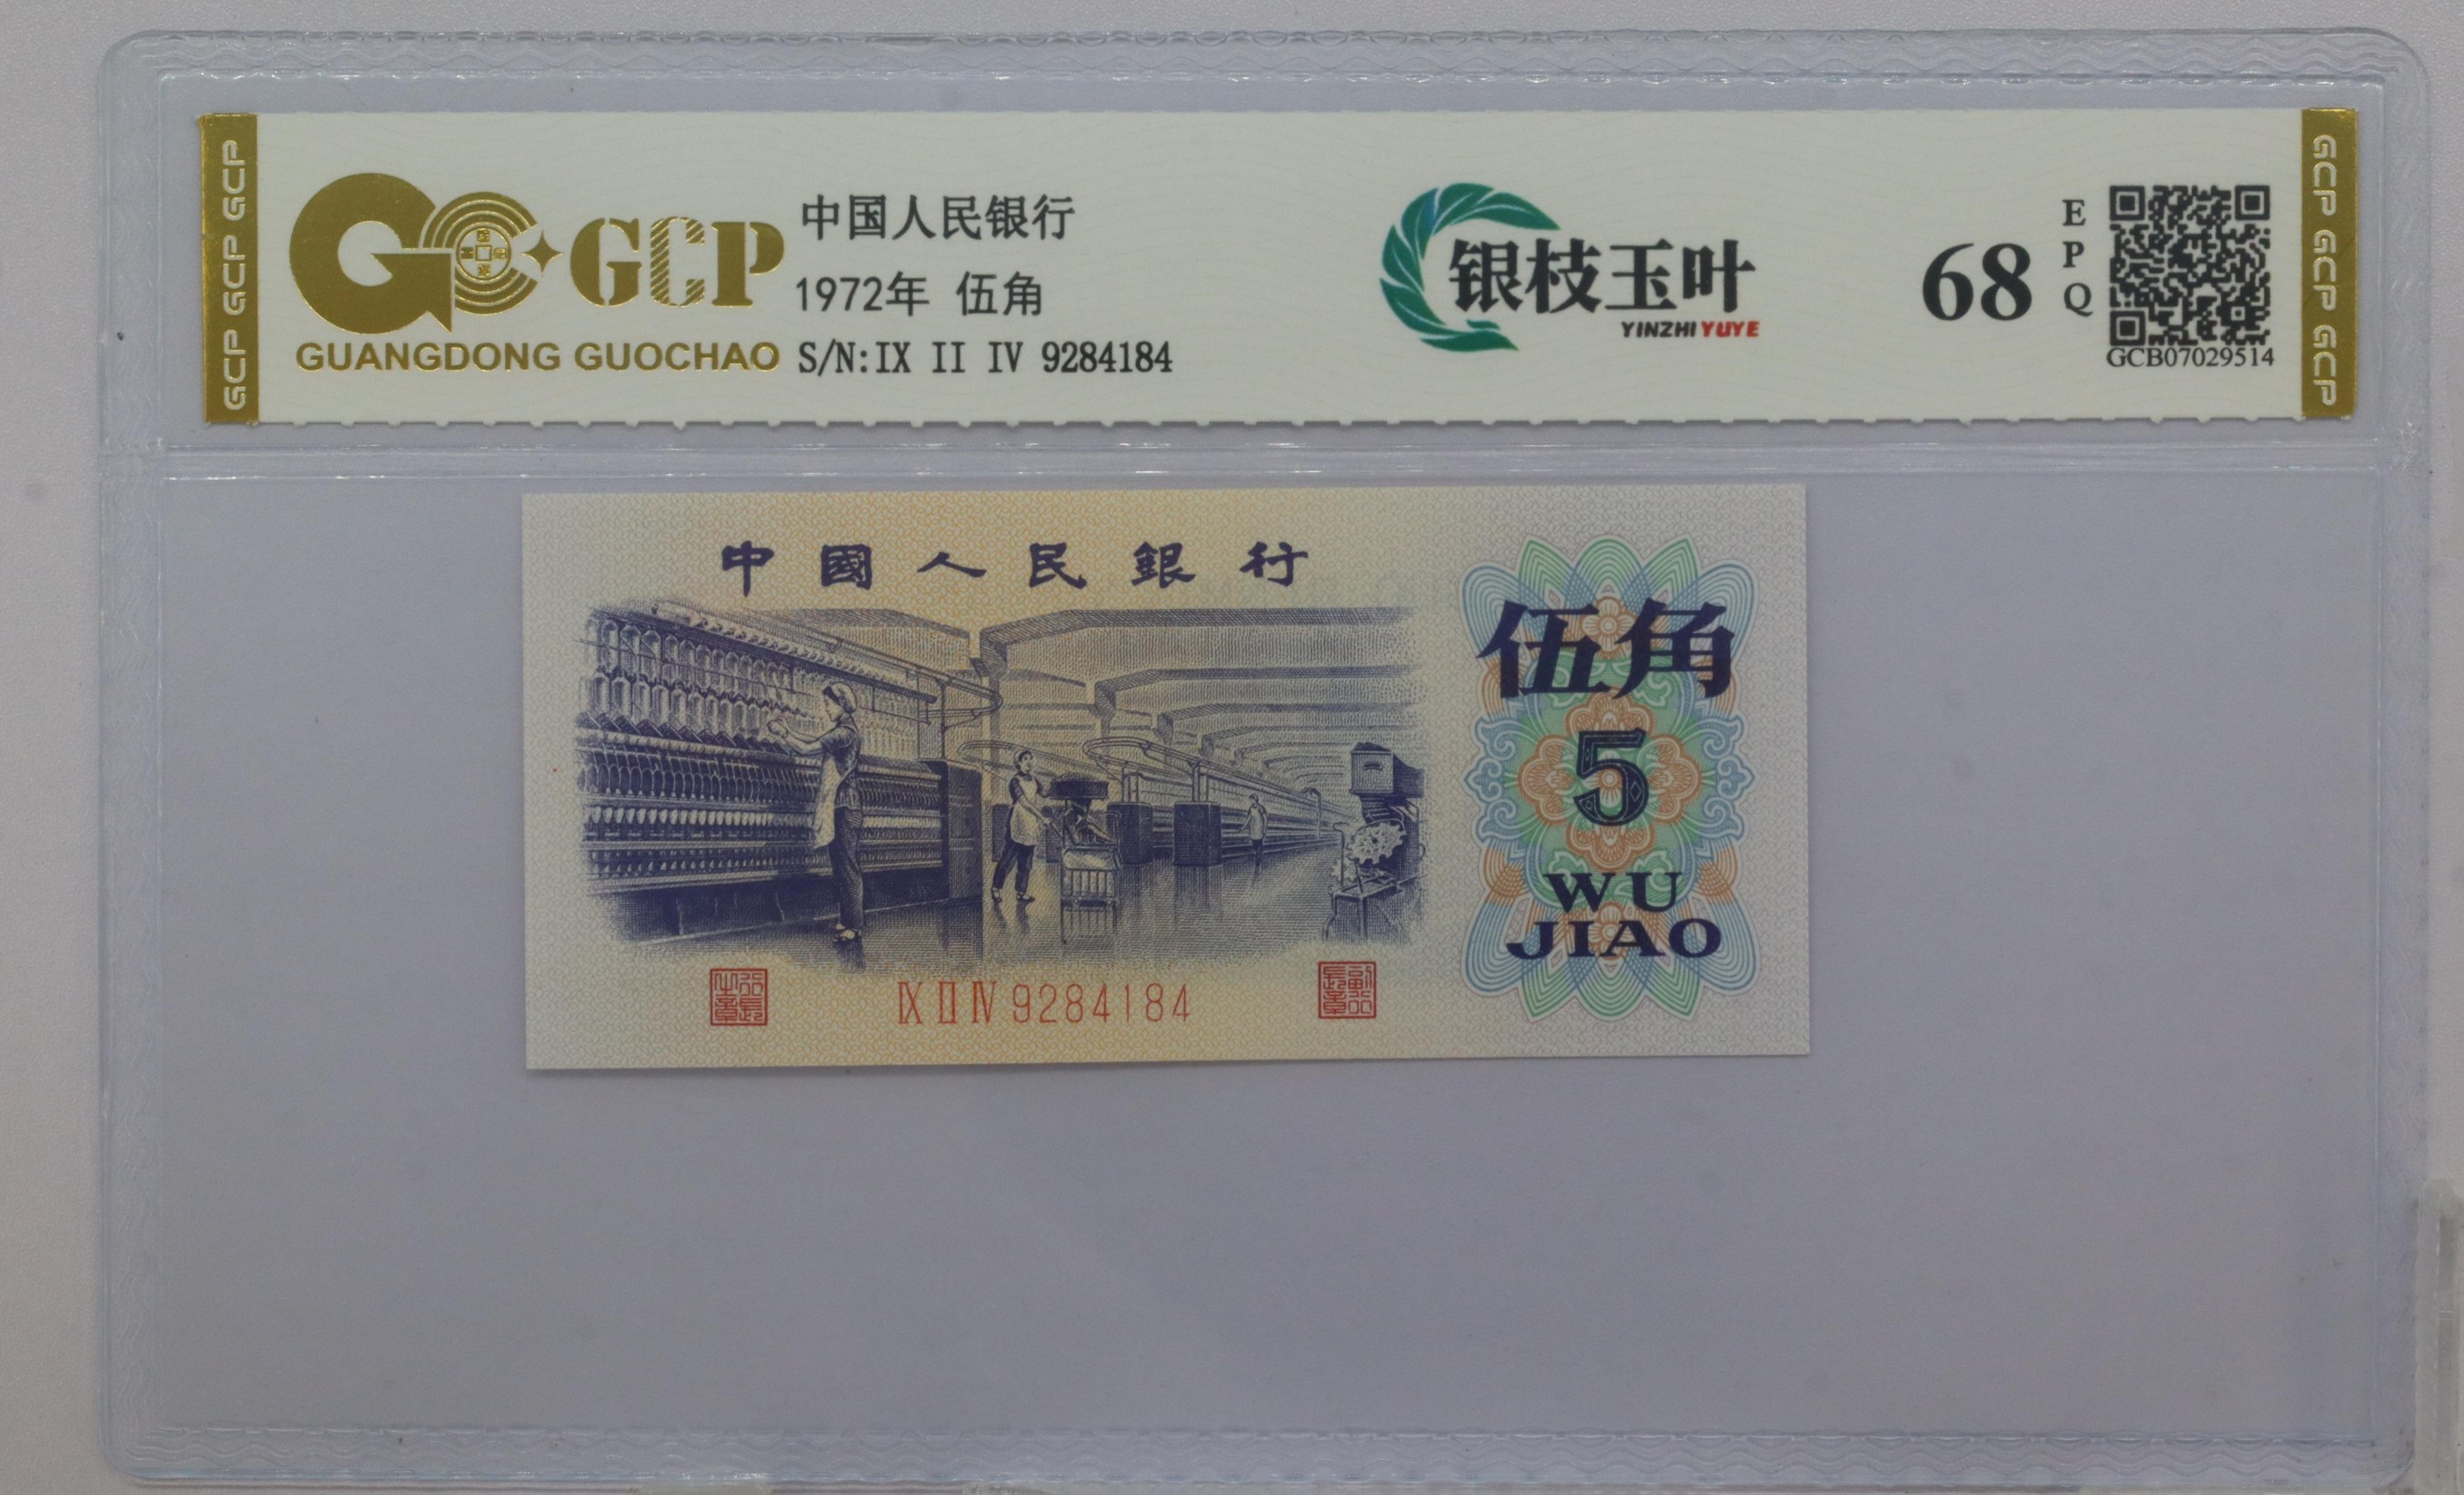 GCP GCP GCP
GCP
GUANGDONG GUOCHAO
中国人民银行
1972年 伍角
S/N:IX II IV 9284184
银枝玉叶
YINZHI YUYE
68
EPQ
GCB07029514
GCP GCP GCP
中國人民銀行
伍角
5
WU
JIAO
IX II IV 9284184